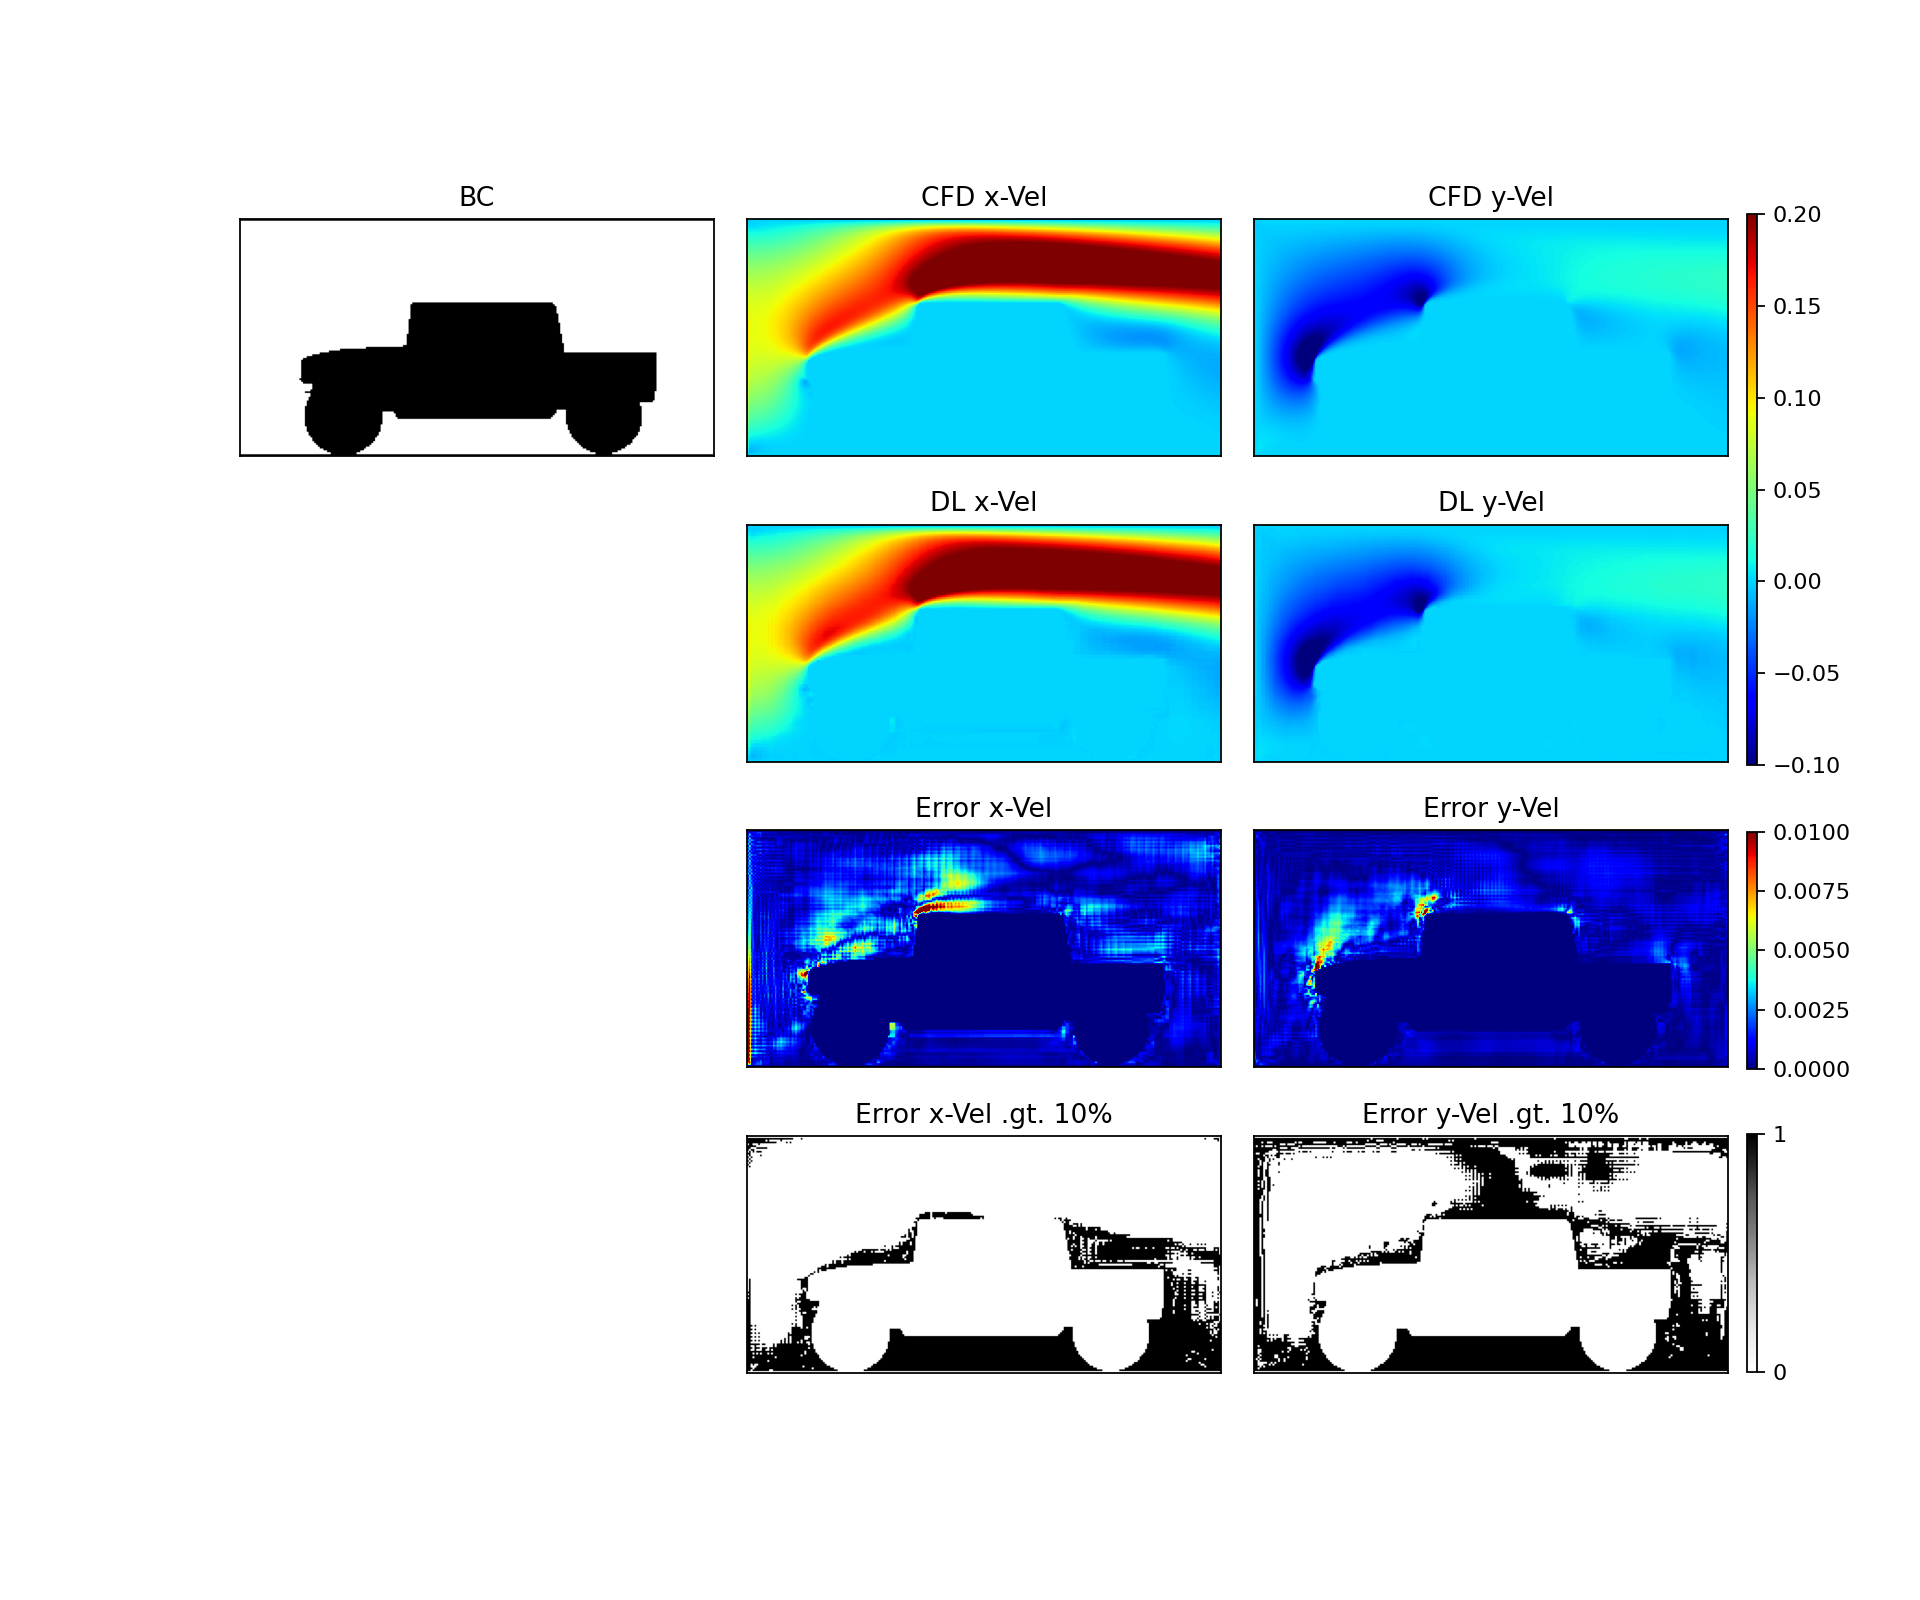 BC
CFD x-Vel
CFD y-Vel
0.20
0.15
0.10
0.05
0.00
−0.05
−0.10
DL x-Vel
DL y-Vel
Error x-Vel
Error y-Vel
0.0100
0.0075
0.0050
0.0025
0.0000
Error x-Vel .gt. 10%
Error y-Vel .gt. 10%
1
0